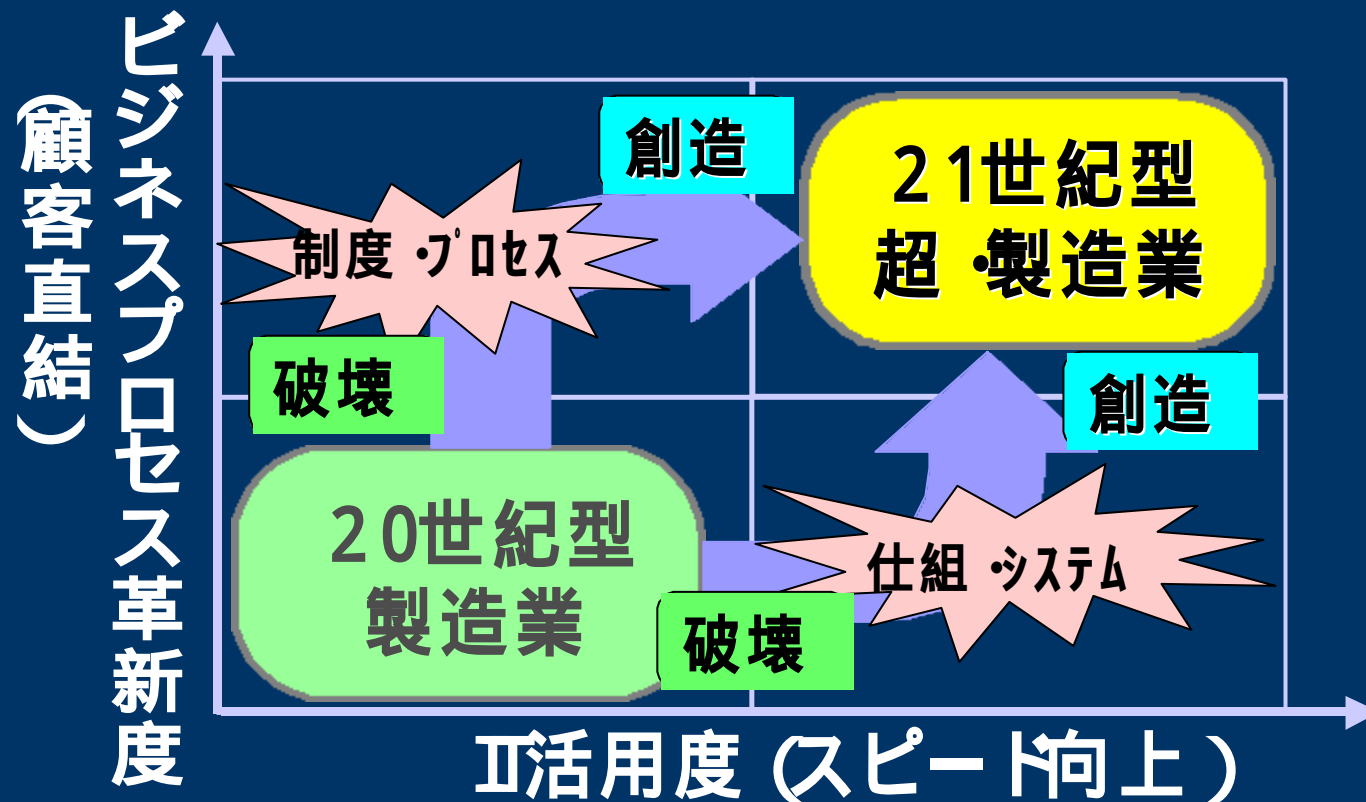 ビジネスプロセス革新度
(顧客直結)
創造
21世紀型
超・製造業
制度・プロセス
破壊
創造
20世紀型
製造業
仕組・システム
破壊
IT活用度(スピード向上)